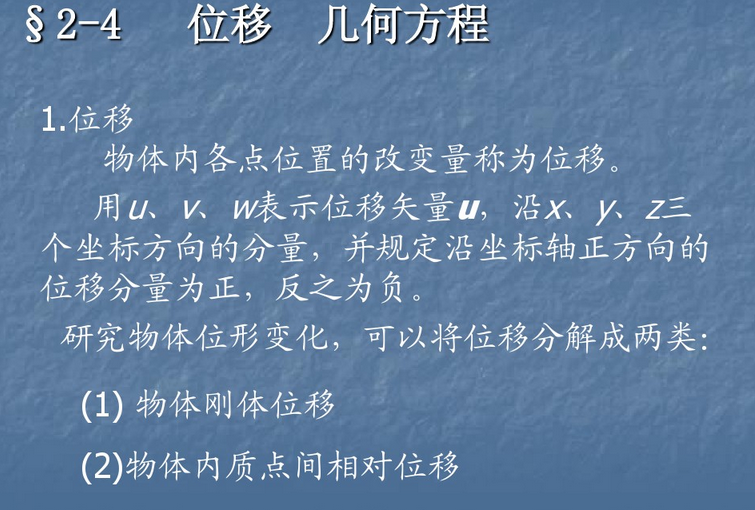 §2-4 位移 几何方程
1.位移
物体内各点位置的改变量称为位移。
用u、v、w表示位移矢量u，沿x、y、z三
个坐标方向的分量，并规定沿坐标轴正方向的
位移分量为正，反之为负。
研究物体位形变化，可以将位移分解成两类:
(1) 物体刚体位移
(2)物体内质点间相对位移